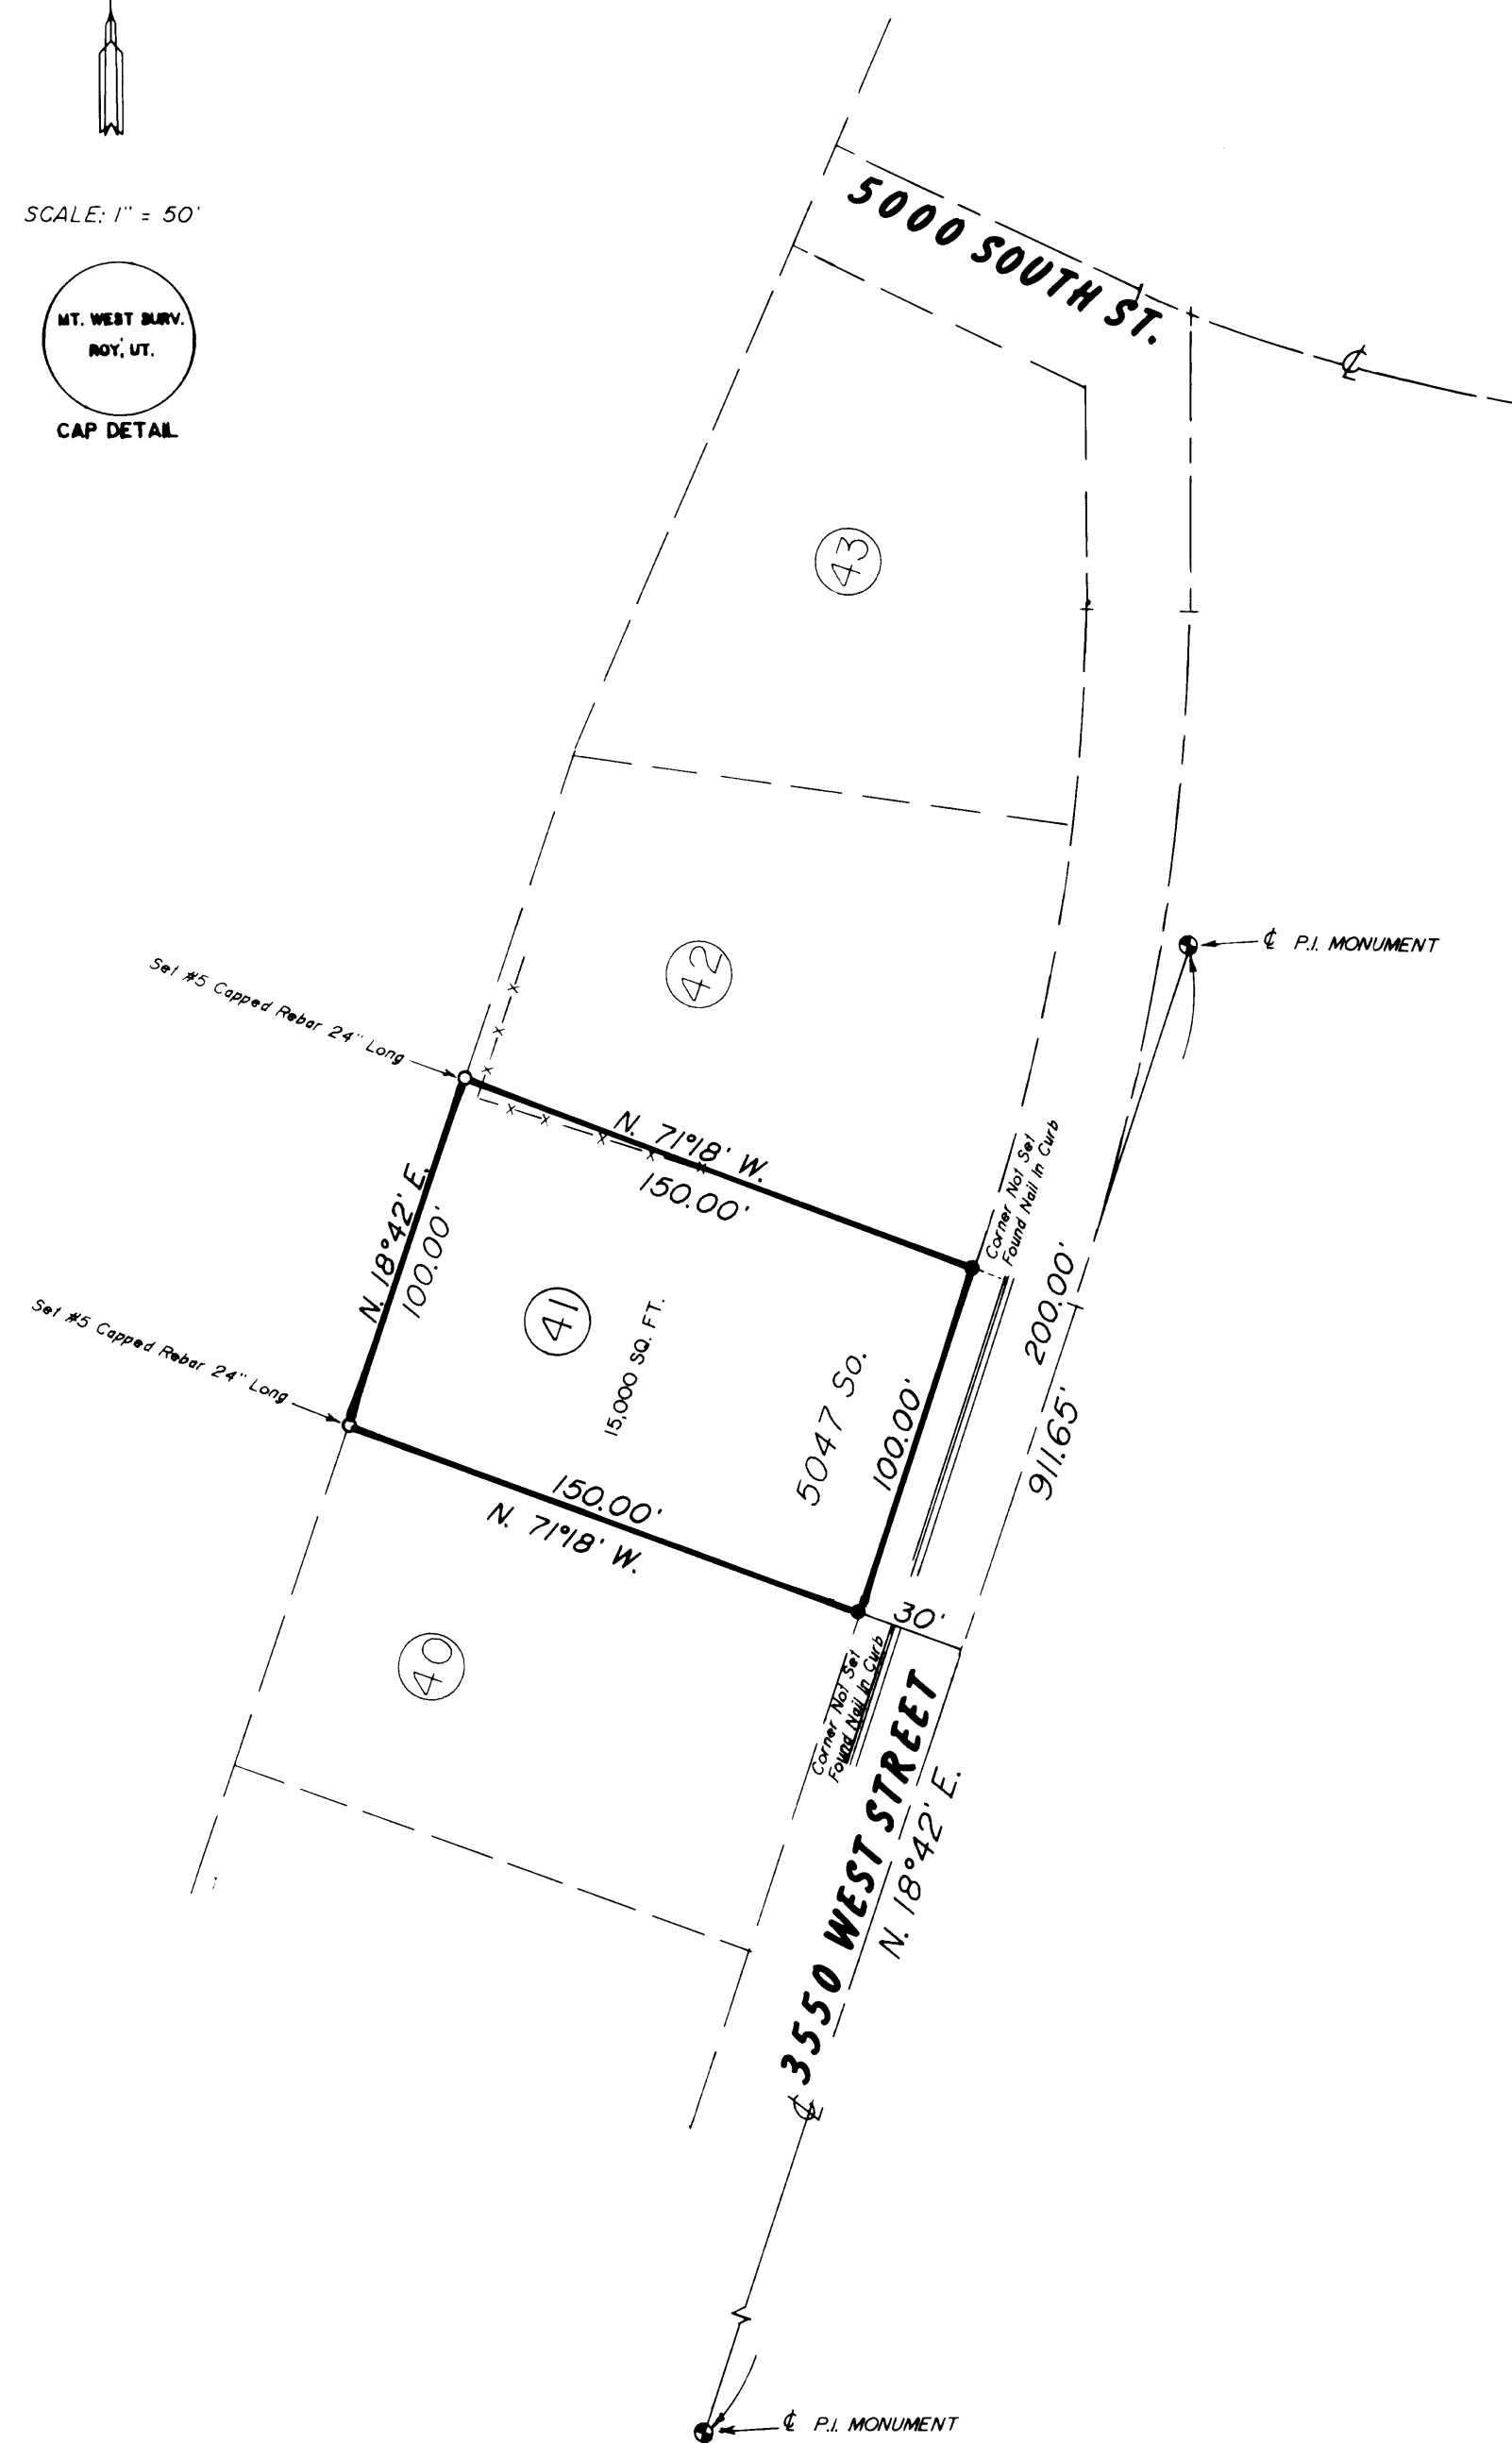 SCALE: 1" = 50'
MT. WEST SURV.
ROY, UT.
CAP DETAIL
5000 SOUTH ST.
℄
43
42
℄ P.I. MONUMENT
Set #5 Capped Rebar 24" Long
N. 71°18' W.
150.00'
Corner Not Set
Found Nail In Curb
N. 18°42' E.
100.00'
41
15,000 SQ. FT.
5047 So.
100.00'
200.00'
911.65'
Set #5 Capped Rebar 24" Long
150.00'
N. 71°18' W.
30'
Corner Not Set
Found Nail In Curb
40
℄ 3550 WEST STREET
N. 18°42' E.
℄ P.I. MONUMENT